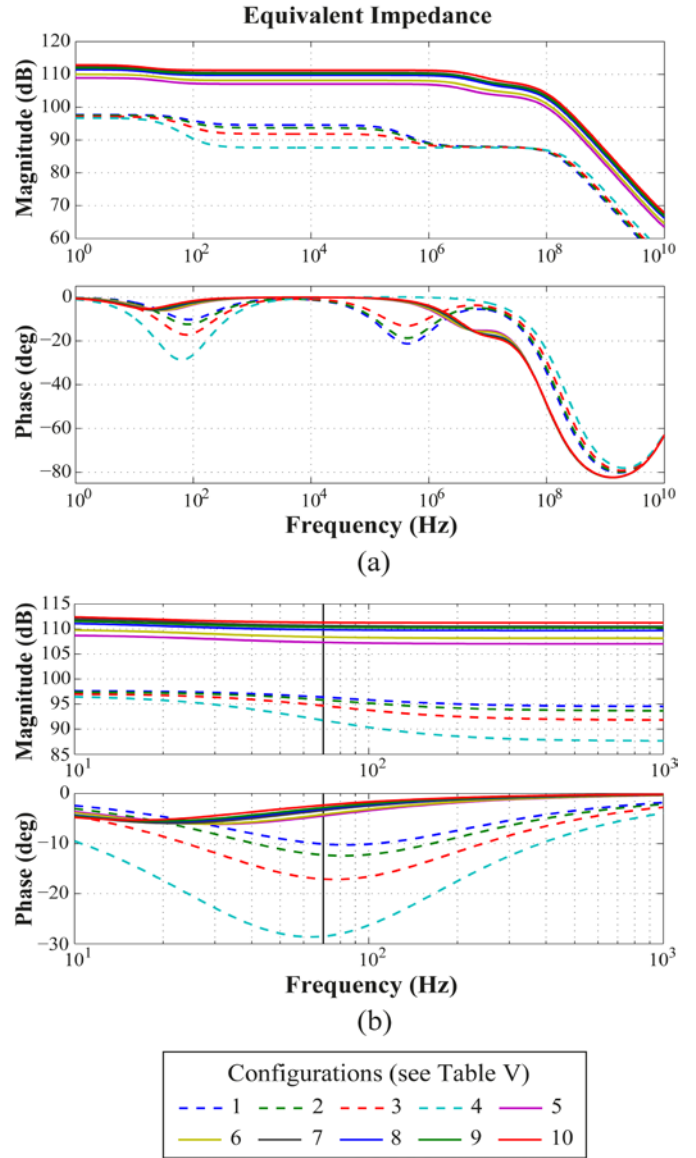 Equivalent Impedance
Magnitude (dB)
120
110
100
90
80
70
60
10^0 10^2 10^4 10^6 10^8 10^10
Phase (deg)
0
−20
−40
−60
−80
10^0 10^2 10^4 10^6 10^8 10^10
Frequency (Hz)
(a)
Magnitude (dB)
115
110
105
100
95
90
85
10^1 10^2 10^3
Phase (deg)
0
−10
−20
−30
10^1 10^2 10^3
Frequency (Hz)
(b)
Configurations (see Table V)
1 2 3 4 5
6 7 8 9 10